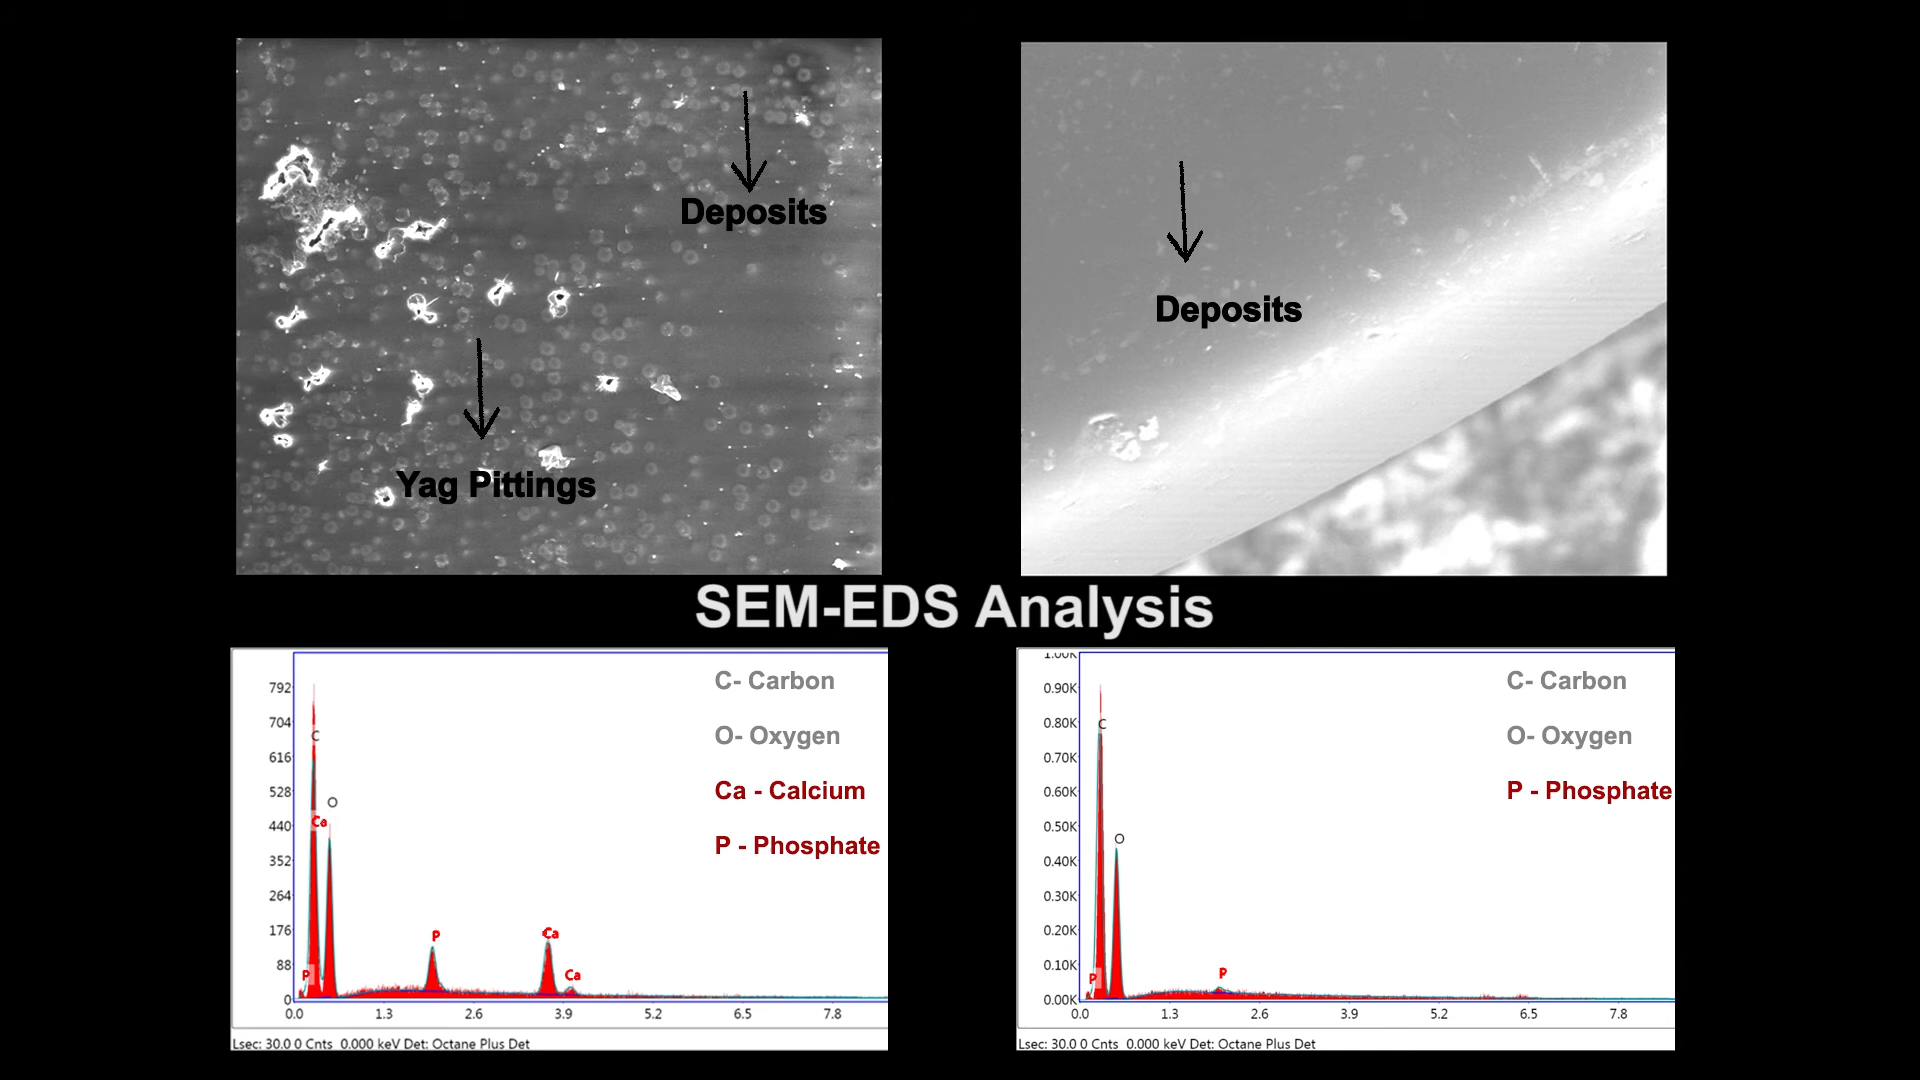 Deposits
Yag Pittings
Deposits
SEM-EDS Analysis
C- Carbon
O- Oxygen
Ca - Calcium
P - Phosphate
792
704
616
528
440
352
264
176
88
0
C
O
Ca
P
P
Ca
Ca
0.0 1.3 2.6 3.9 5.2 6.5 7.8
Lsec: 30.0 0 Cnts 0.000 keV Det: Octane Plus Det
C- Carbon
O- Oxygen
P - Phosphate
1.00K
0.90K
0.80K
0.70K
0.60K
0.50K
0.40K
0.30K
0.20K
0.10K
0.00K
C
O
P
P
0.0 1.3 2.6 3.9 5.2 6.5 7.8
Lsec: 30.0 0 Cnts 0.000 keV Det: Octane Plus Det